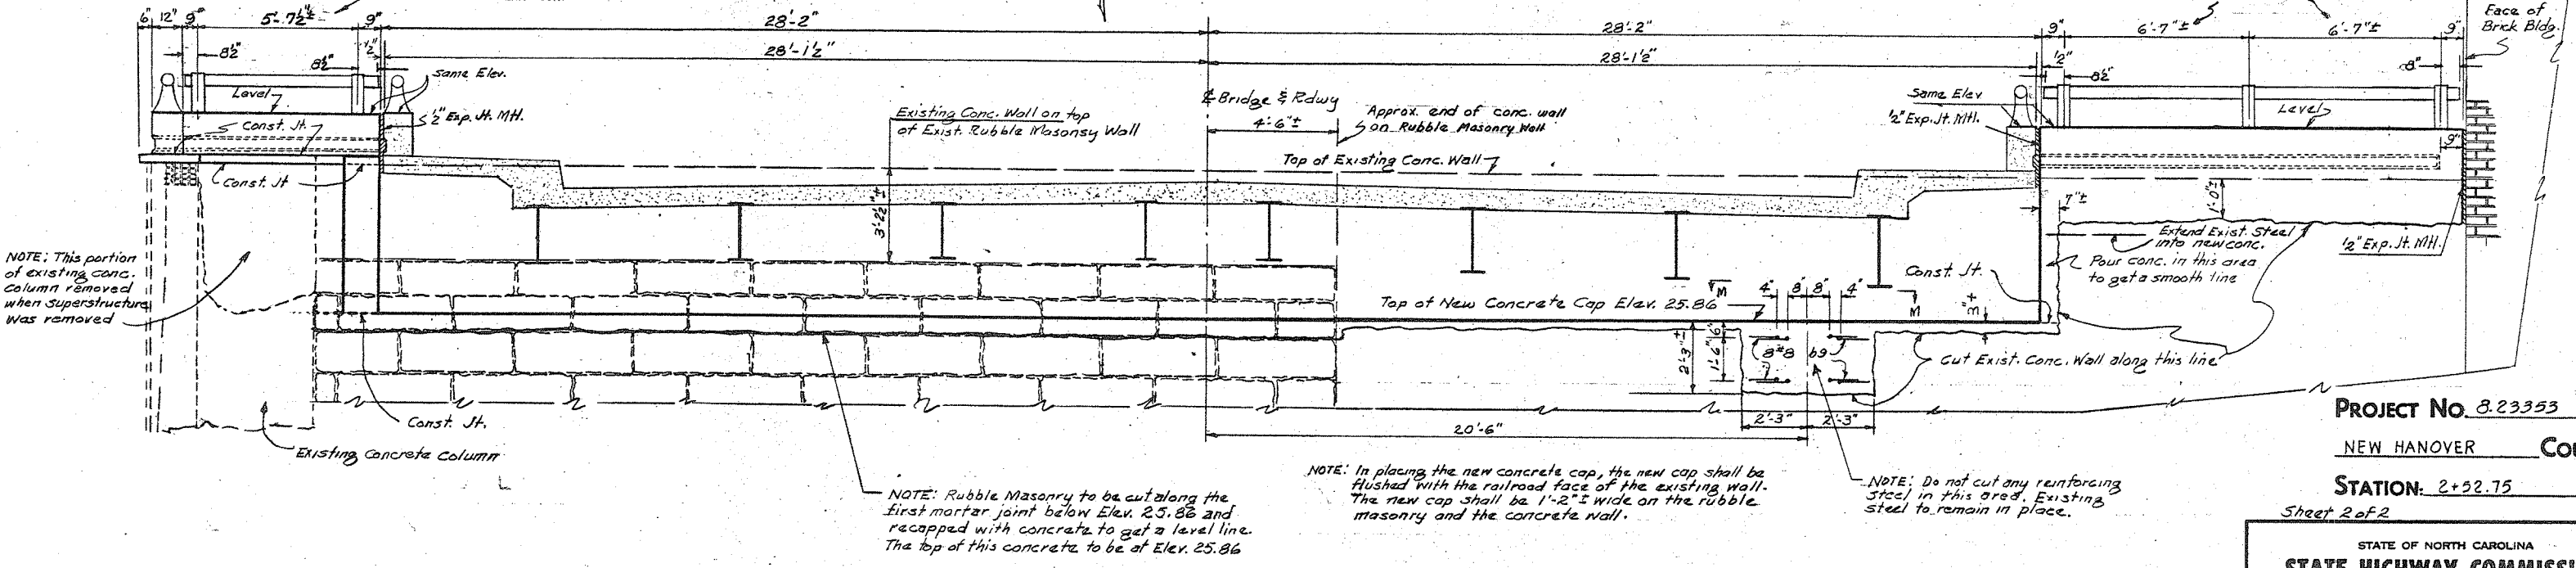 6" 12" 9" 5'-7½"± 9" 28'-2" 28'-2" 9" 6'-7"± 6'-7"± 9"
Face of
Brick Bldg.
8½" 8½" ½" 28'-1½" 28'-1½" ½" 8½" 8"
Same Elev.
Level
Const. Jt.
½" Exp. Jt. Mtl.
Existing Conc. Wall on top
of Exist. Rubble Masonsy Wall
℄ Bridge & Rdwy
4'-6"±
Approx. end of conc. wall
on Rubble Masonry Wall
Same Elev
½" Exp. Jt. Mtl.
Level
9"
Top of Existing Conc. Wall
Const. Jt
3'-2½"±
7"±
1'-0"±
NOTE: This portion
of existing conc.
column removed
when superstructure
was removed
Extend Exist. Steel
into new conc.
Pour conc. in this area
to get a smooth line
½" Exp. Jt. Mtl.
Const. Jt.
Top of New Concrete Cap Elev. 25.86
M M
4" 8" 8" 4"
3"±
2'-3"± 6" 1'-6"
8#8 b9
Cut Exist. Conc. Wall along this line
2'-3" 2'-3"
20'-6"
Const. Jt.
Existing Concrete Column
NOTE: Rubble Masonry to be cut along the
first mortar joint below Elev. 25.86 and
recapped with concrete to get a level line.
The top of this concrete to be at Elev. 25.86
NOTE: In placing the new concrete cap, the new cap shall be
flushed with the railroad face of the existing wall.
The new cap shall be 1'-2"± wide on the rubble
masonry and the concrete wall.
NOTE: Do not cut any reinforcing
steel in this area. Existing
steel to remain in place.
PROJECT No. 8.23353
NEW HANOVER
STATION: 2+52.75
Sheet 2 of 2
STATE OF NORTH CAROLINA
STATE HIGHWAY